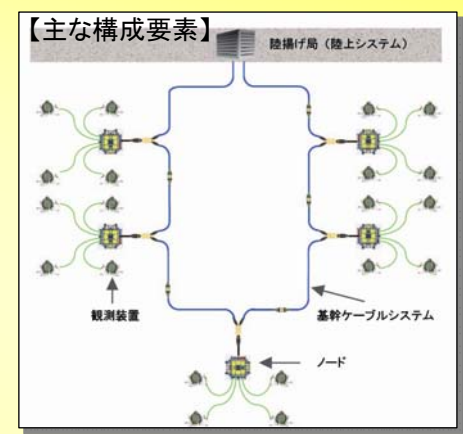 【主な構成要素】
陸揚げ局（陸上システム）
観測装置
基幹ケーブルシステム
ノード